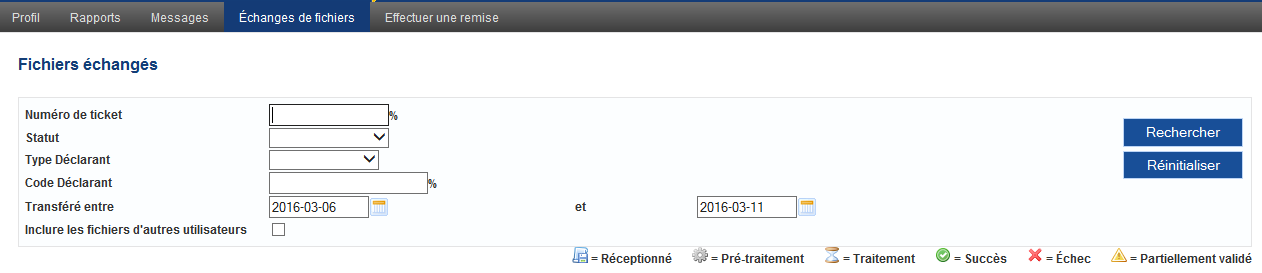 Profil Rapports Messages Échanges de fichiers Effectuer une remise
Fichiers échangés
Numéro de ticket %
Statut
Type Déclarant
Code Déclarant %
Transféré entre 2016-03-06 et 2016-03-11
Inclure les fichiers d'autres utilisateurs
Rechercher
Réinitialiser
= Réceptionné = Pré-traitement = Traitement = Succès = Échec = Partiellement validé